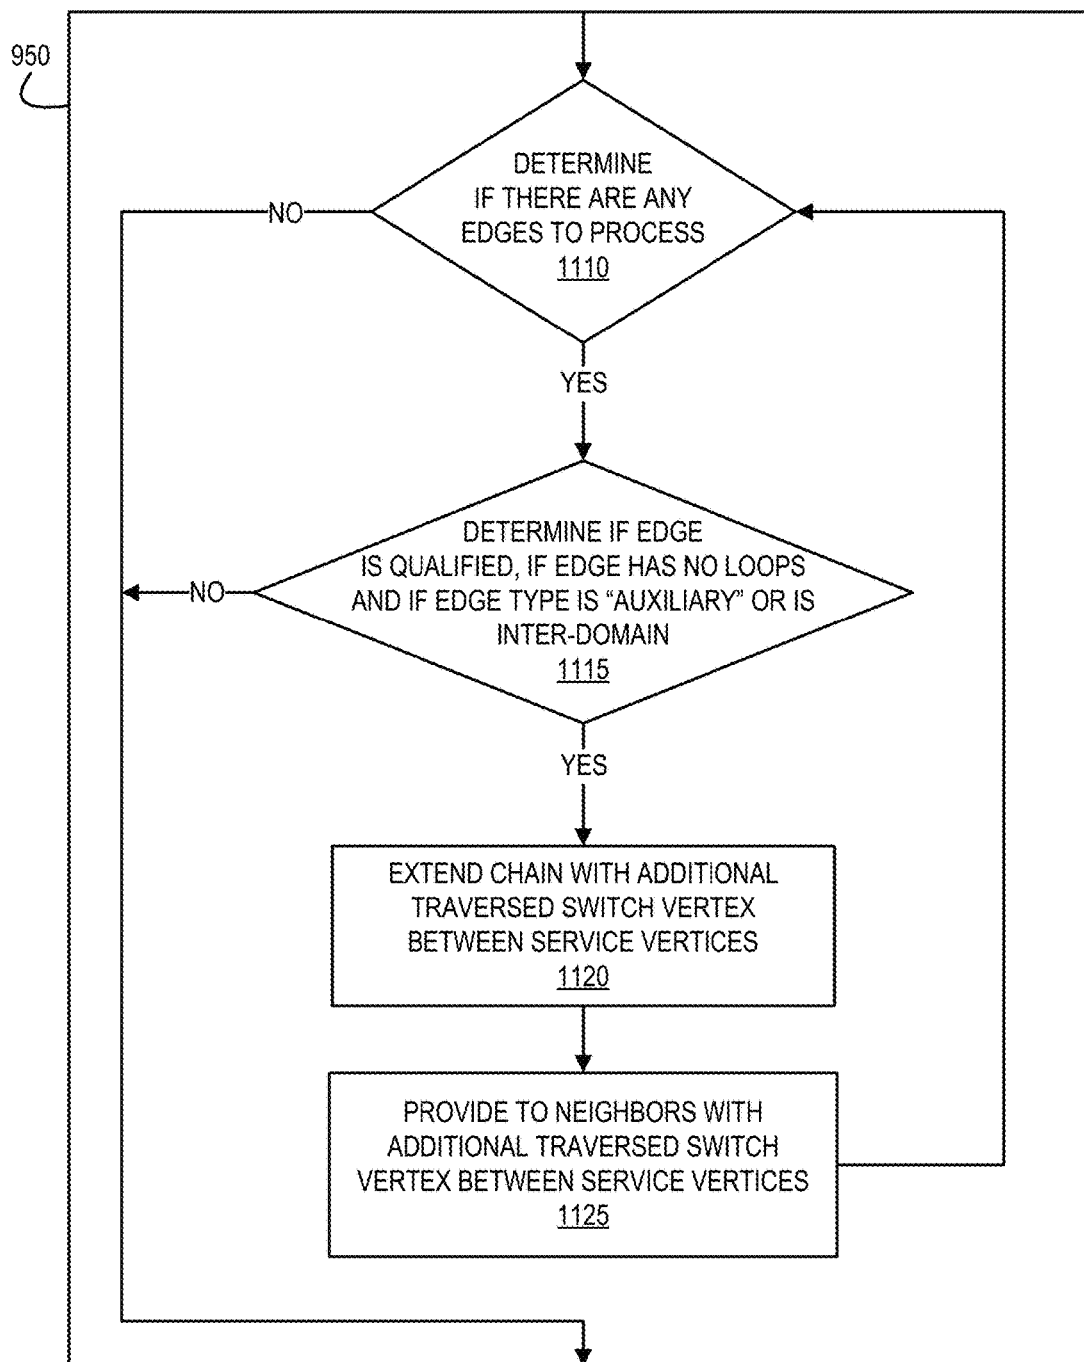 950
DETERMINE
IF THERE ARE ANY
EDGES TO PROCESS
1110
NO
YES
DETERMINE IF EDGE
IS QUALIFIED, IF EDGE HAS NO LOOPS
AND IF EDGE TYPE IS “AUXILIARY” OR IS
INTER-DOMAIN
1115
NO
YES
EXTEND CHAIN WITH ADDITIONAL
TRAVERSED SWITCH VERTEX
BETWEEN SERVICE VERTICES
1120
PROVIDE TO NEIGHBORS WITH
ADDITIONAL TRAVERSED SWITCH
VERTEX BETWEEN SERVICE VERTICES
1125